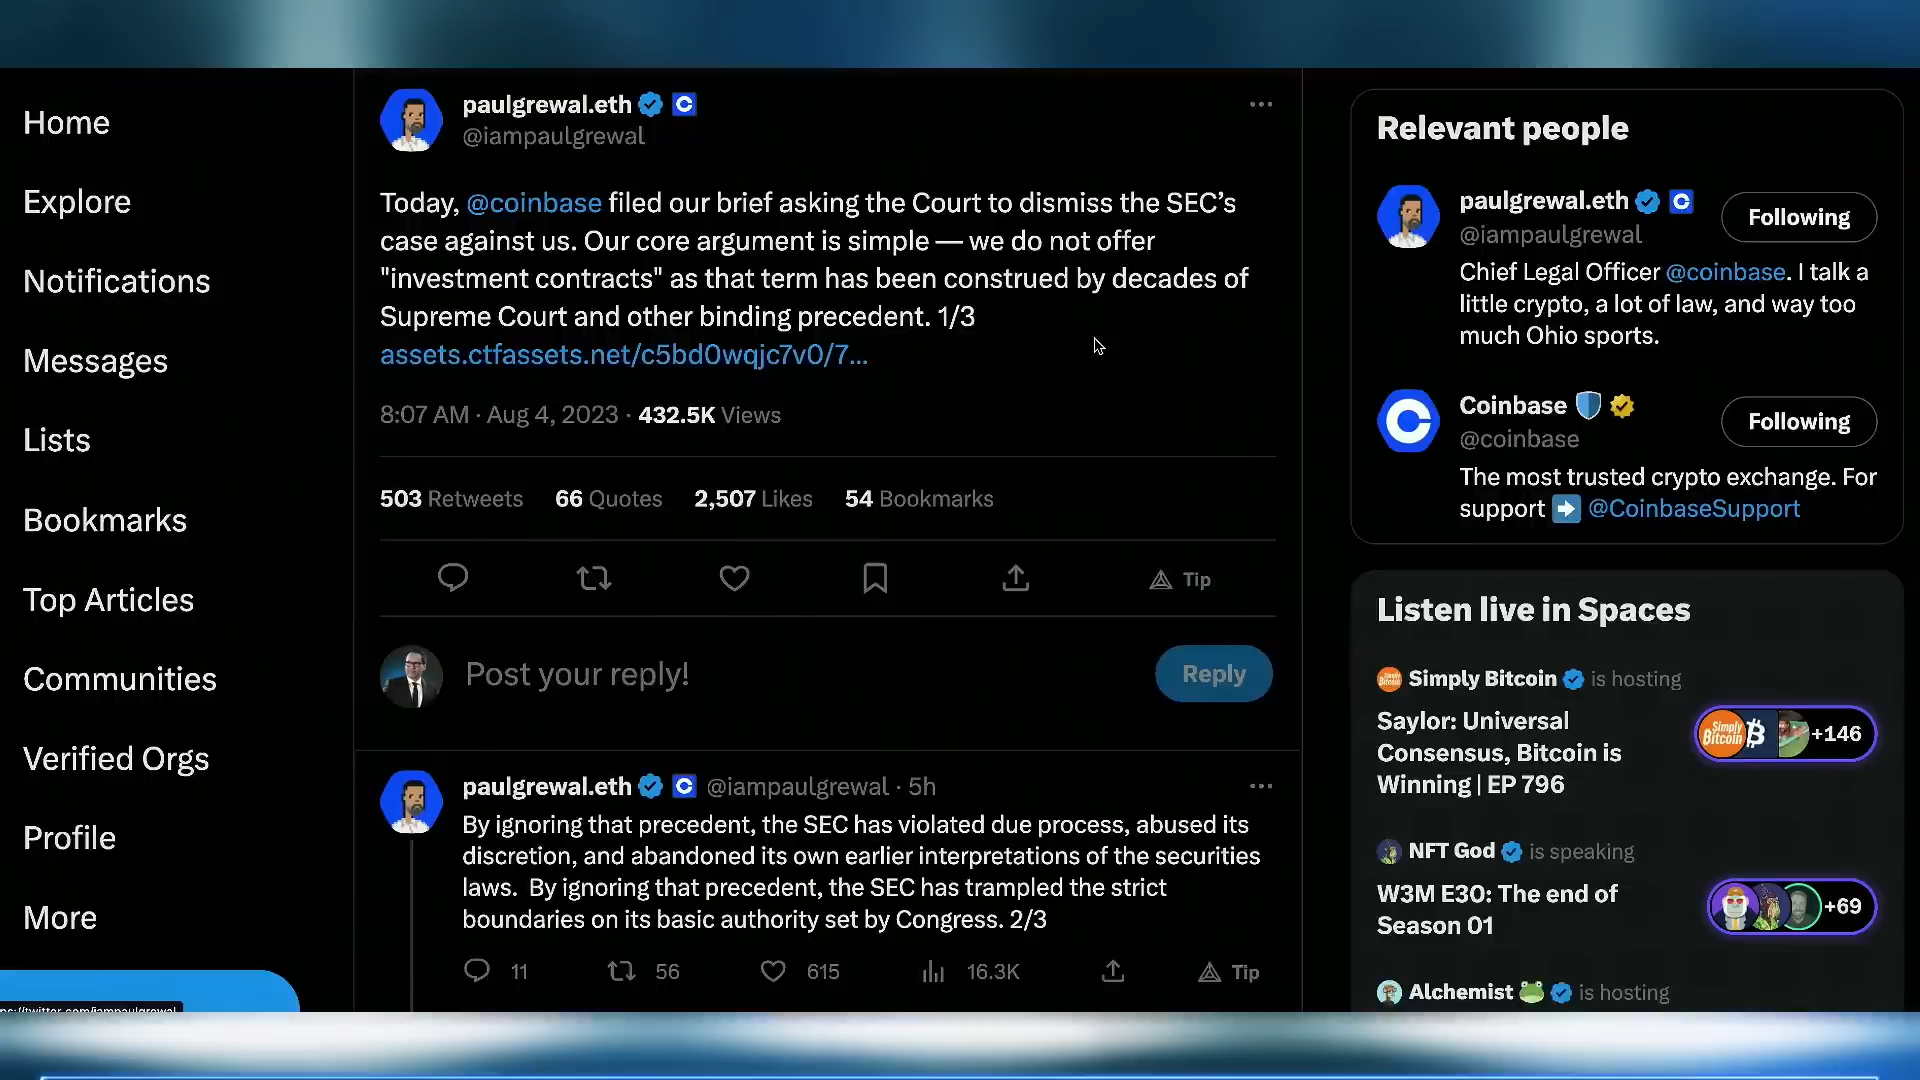 Home
Explore
Notifications
Messages
Lists
Bookmarks
Top Articles
Communities
Verified Orgs
Profile
More
paulgrewal.eth
@iampaulgrewal
Today, @coinbase filed our brief asking the Court to dismiss the SEC’s
case against us. Our core argument is simple — we do not offer
"investment contracts" as that term has been construed by decades of
Supreme Court and other binding precedent. 1/3
assets.ctfassets.net/c5bd0wqjc7v0/7…
8:07 AM · Aug 4, 2023 · 432.5K Views
503 Retweets 66 Quotes 2,507 Likes 54 Bookmarks
Tip
Post your reply!
Reply
paulgrewal.eth @iampaulgrewal · 5h
By ignoring that precedent, the SEC has violated due process, abused its
discretion, and abandoned its own earlier interpretations of the securities
laws. By ignoring that precedent, the SEC has trampled the strict
boundaries on its basic authority set by Congress. 2/3
11 56 615 16.3K Tip
Relevant people
paulgrewal.eth
@iampaulgrewal
Following
Chief Legal Officer @coinbase. I talk a
little crypto, a lot of law, and way too
much Ohio sports.
Coinbase
@coinbase
Following
The most trusted crypto exchange. For
support ➡️ @CoinbaseSupport
Listen live in Spaces
Simply Bitcoin is hosting
Saylor: Universal
Consensus, Bitcoin is
Winning | EP 796
Simply
Bitcoin
+146
NFT God is speaking
W3M E30: The end of
Season 01
+69
Alchemist 🐸 is hosting